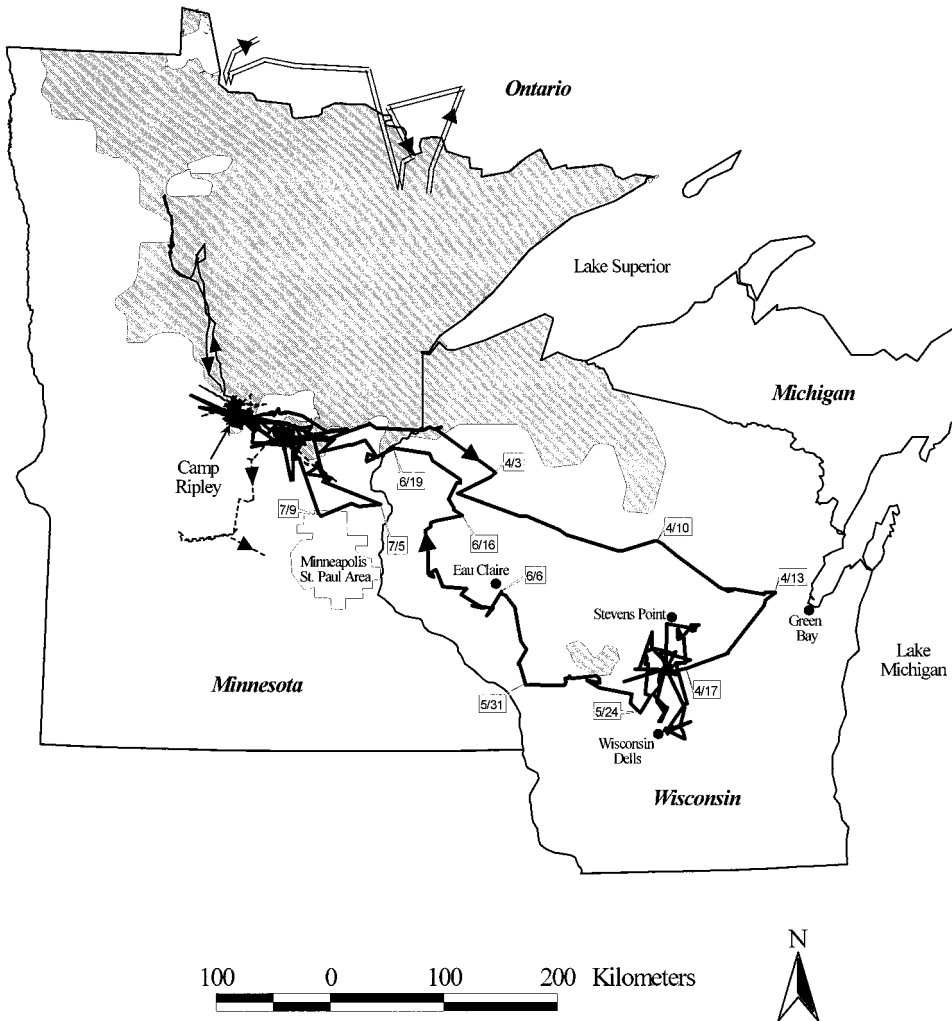 Ontario
Lake Superior
Michigan
Camp
Ripley
4/3
6/19
7/9
7/5
6/16
4/10
Minneapolis
St. Paul Area
Eau Claire
6/6
4/13
Stevens Point
Green
Bay
Lake
Michigan
Minnesota
5/31
5/24
4/17
Wisconsin
Dells
Wisconsin
N
100 0 100 200 Kilometers